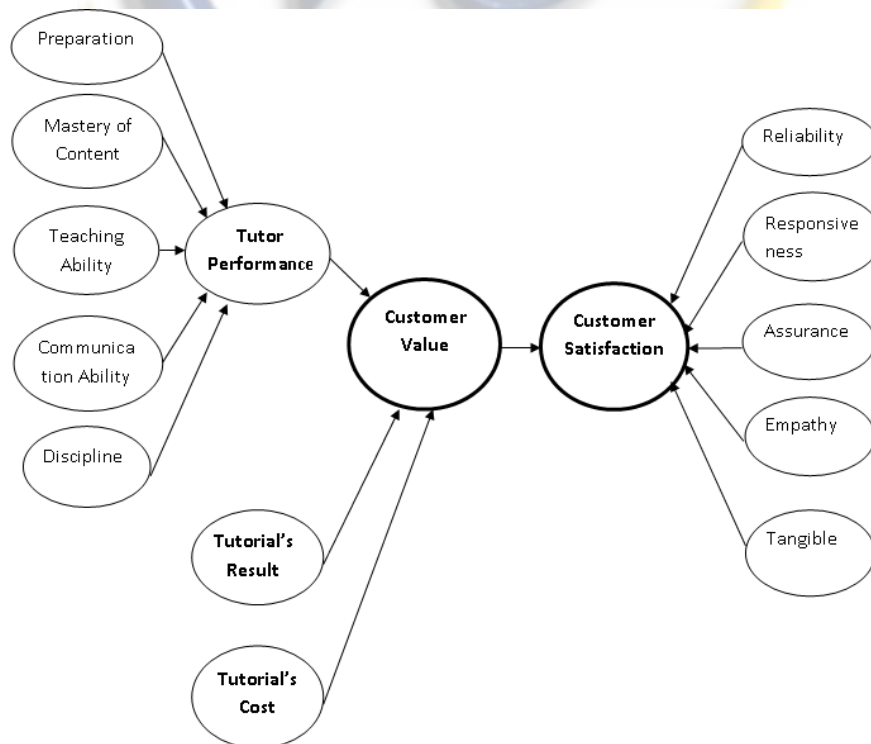 Preparation
Mastery of
Content
Teaching
Ability
Communica
tion Ability
Discipline
Tutor
Performance
Customer
Value
Tutorial's
Result
Tutorial's
Cost
Customer
Satisfaction
Reliability
Responsive
ness
Assurance
Empathy
Tangible